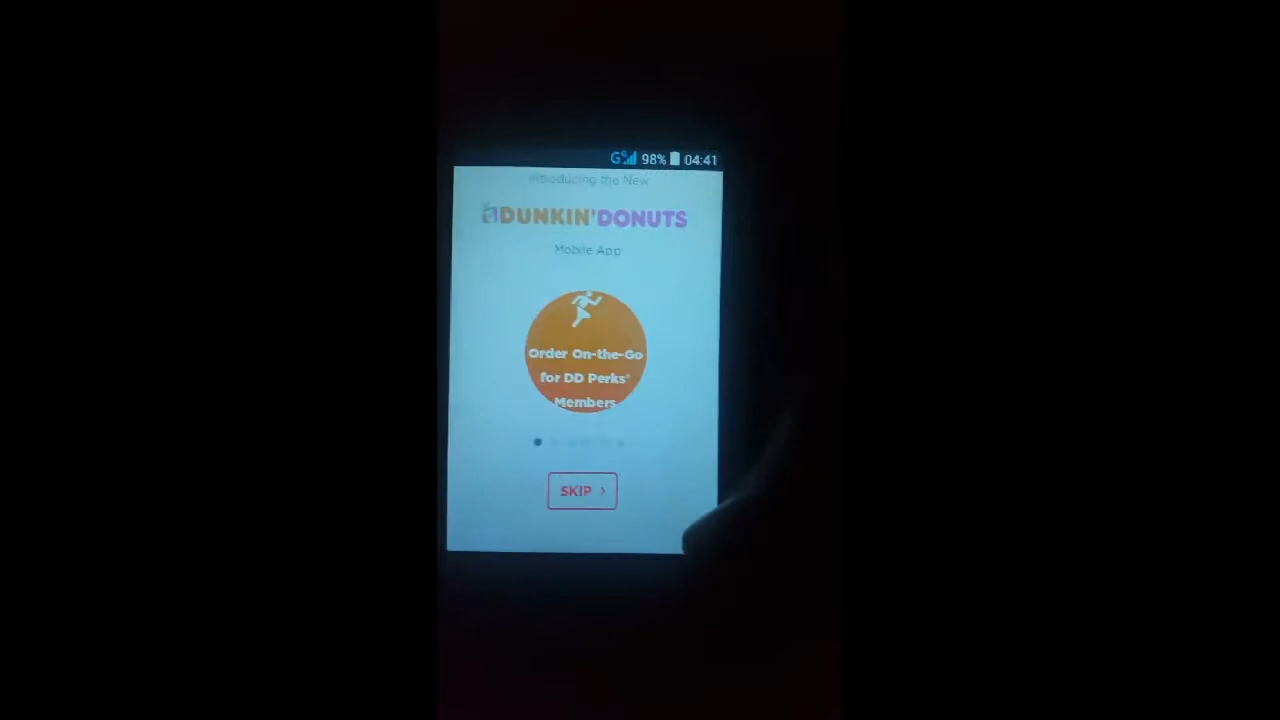 G 98% 04:41
Introducing the New
DUNKIN'DONUTS
Mobile App
Order On-the-Go
for DD Perks®
Members
SKIP ›